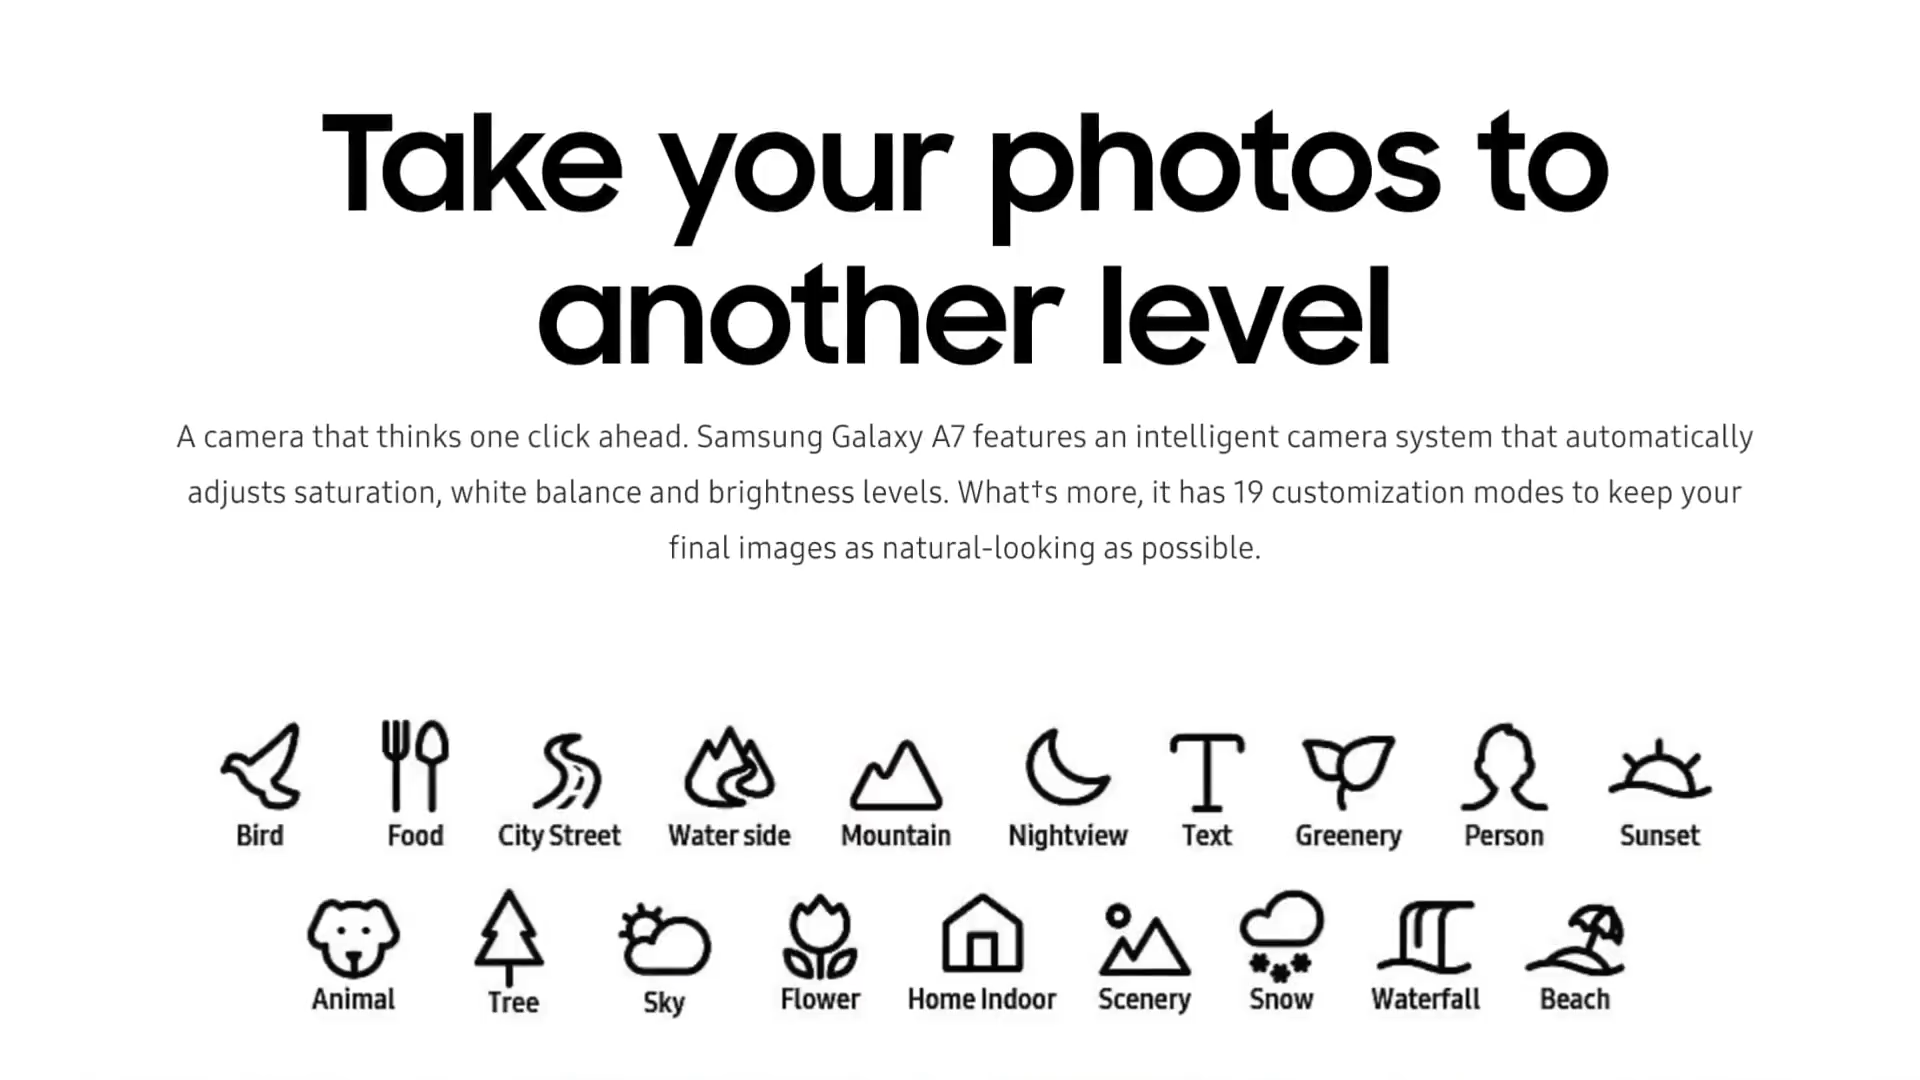 Take your photos to
another level
A camera that thinks one click ahead. Samsung Galaxy A7 features an intelligent camera system that automatically
adjusts saturation, white balance and brightness levels. What†s more, it has 19 customization modes to keep your
final images as natural-looking as possible.
Bird Food City Street Water side Mountain Nightview Text Greenery Person Sunset
Animal Tree Sky Flower Home Indoor Scenery Snow Waterfall Beach